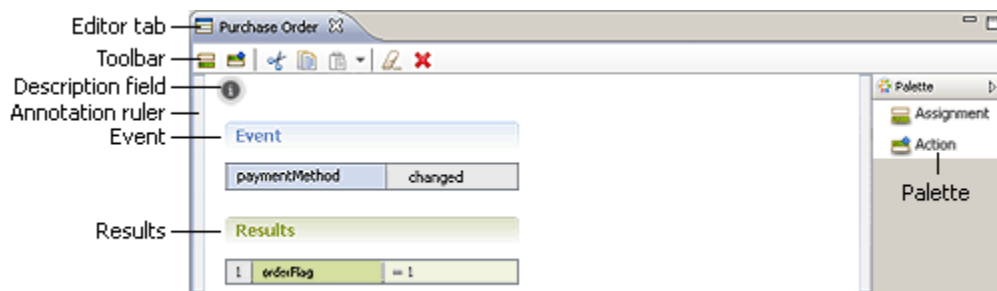 Editor tab
Purchase Order
Toolbar
Description field
Annotation ruler
Palette
Assignment
Event
Event
Action
paymentMethod changed
Palette
Results
Results
1 orderFlag = 1